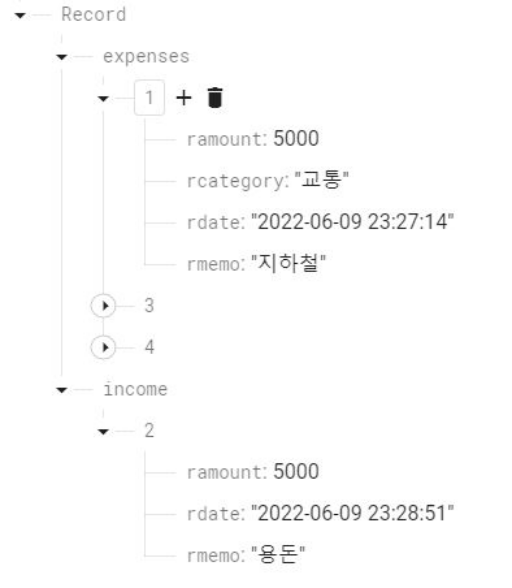 Record
expenses
1
ramount: 5000
rcategory: "교통"
rdate: "2022-06-09 23:27:14"
rmemo: "지하철"
3
4
income
2
ramount: 5000
rdate: "2022-06-09 23:28:51"
rmemo: "용돈"